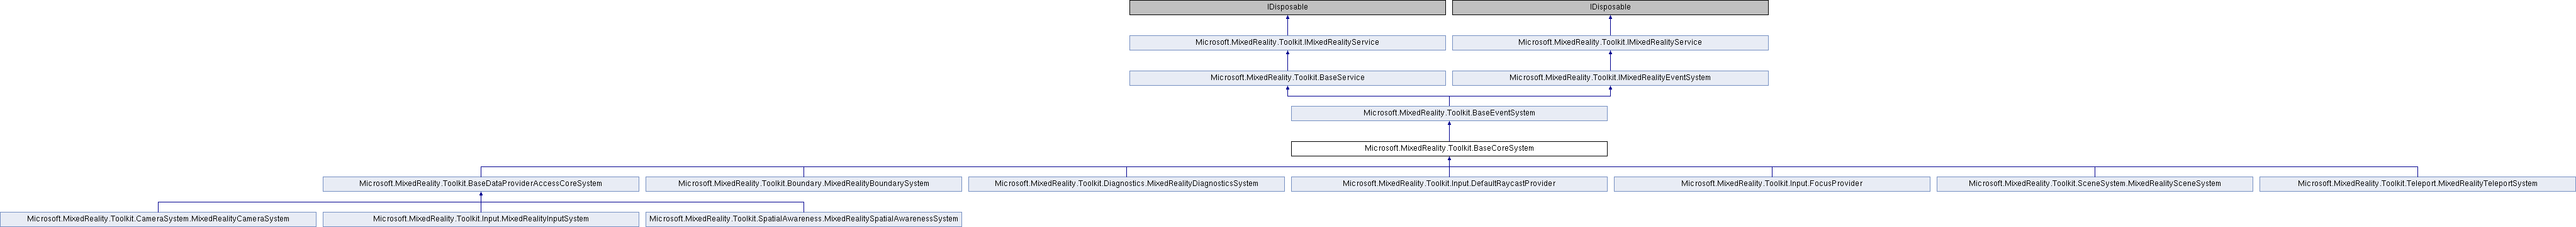 IDisposable
IDisposable
Microsoft.MixedReality.Toolkit.IMixedRealityService
Microsoft.MixedReality.Toolkit.IMixedRealityService
Microsoft.MixedReality.Toolkit.BaseService
Microsoft.MixedReality.Toolkit.IMixedRealityEventSystem
Microsoft.MixedReality.Toolkit.BaseEventSystem
Microsoft.MixedReality.Toolkit.BaseCoreSystem
Microsoft.MixedReality.Toolkit.BaseDataProviderAccessCoreSystem
Microsoft.MixedReality.Toolkit.Boundary.MixedRealityBoundarySystem
Microsoft.MixedReality.Toolkit.Diagnostics.MixedRealityDiagnosticsSystem
Microsoft.MixedReality.Toolkit.Input.DefaultRaycastProvider
Microsoft.MixedReality.Toolkit.Input.FocusProvider
Microsoft.MixedReality.Toolkit.SceneSystem.MixedRealitySceneSystem
Microsoft.MixedReality.Toolkit.Teleport.MixedRealityTeleportSystem
Microsoft.MixedReality.Toolkit.CameraSystem.MixedRealityCameraSystem
Microsoft.MixedReality.Toolkit.Input.MixedRealityInputSystem
Microsoft.MixedReality.Toolkit.SpatialAwareness.MixedRealitySpatialAwarenessSystem